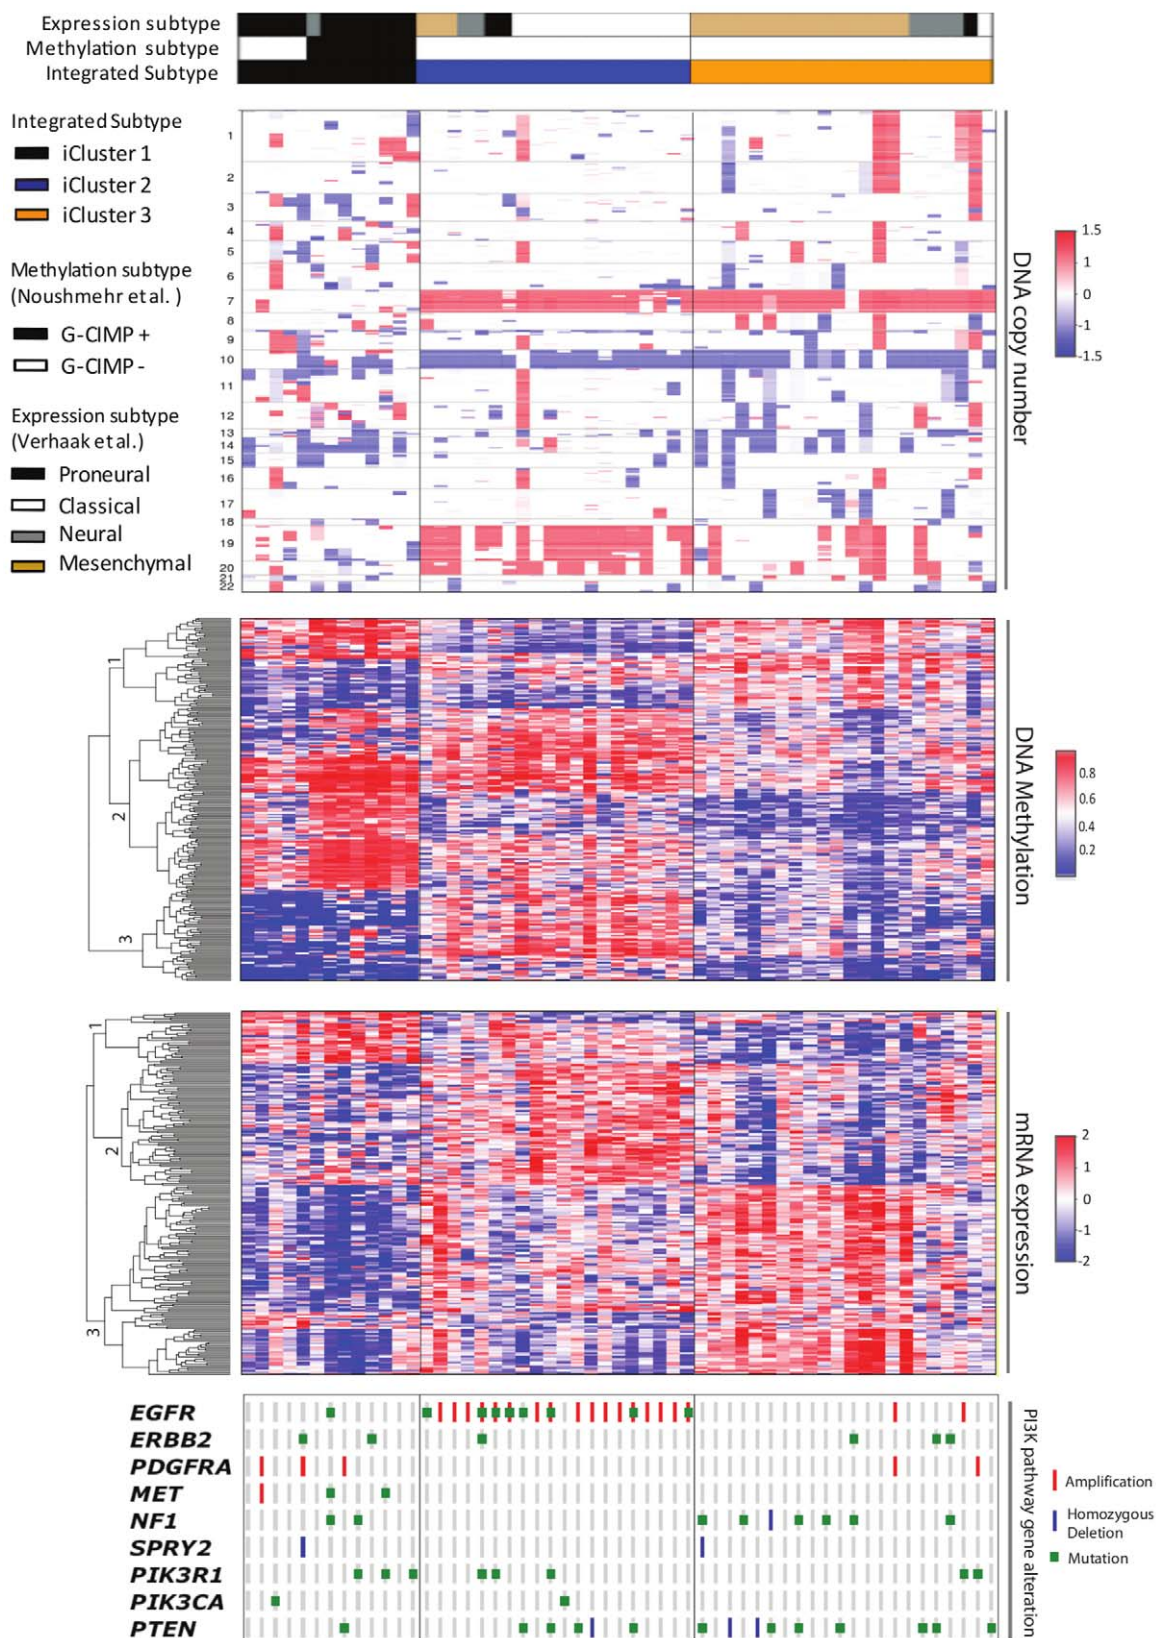 Expression subtype
Methylation subtype
Integrated Subtype
Integrated Subtype
iCluster 1
iCluster 2
iCluster 3
Methylation subtype
(Noushmehr et al. )
G-CIMP +
G-CIMP -
Expression subtype
(Verhaak et al.)
Proneural
Classical
Neural
Mesenchymal
1
2
3
4
5
6
7
8
9
10
11
12
13
14
15
16
17
18
19
20
21
22
DNA copy number
1.5
1
0
-1
-1.5
1
2
3
DNA Methylation
0.8
0.6
0.4
0.2
1
2
3
mRNA expression
2
1
0
-1
-2
EGFR
ERBB2
PDGFRA
MET
NF1
SPRY2
PIK3R1
PIK3CA
PTEN
PI3K pathway gene alteration
Amplification
Homozygous
Deletion
Mutation